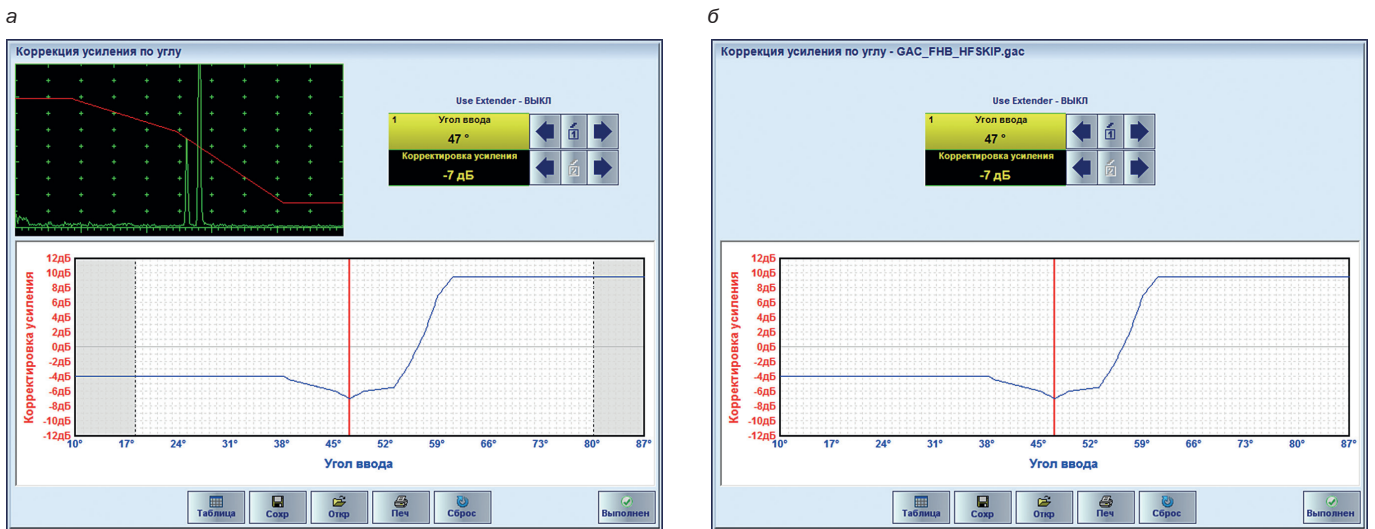 а
Коррекция усиления по углу
Use Extender - ВЫКЛ
1 Угол ввода
47 °
1
Корректировка усиления
-7 дБ
2
Корректировка усиления
12дБ
10дБ
8дБ
6дБ
4дБ
2дБ
0дБ
-2дБ
-4дБ
-6дБ
-8дБ
-10дБ
-12дБ
10° 17° 24° 31° 38° 45° 52° 59° 66° 73° 80° 87°
Угол ввода
Таблица Сохр Откр Печ Сброс Выполнен
б
Коррекция усиления по углу - GAC_FHB_HFSKIP.gac
Use Extender - ВЫКЛ
1 Угол ввода
47 °
1
Корректировка усиления
-7 дБ
2
Корректировка усиления
12дБ
10дБ
8дБ
6дБ
4дБ
2дБ
0дБ
-2дБ
-4дБ
-6дБ
-8дБ
-10дБ
-12дБ
10° 17° 24° 31° 38° 45° 52° 59° 66° 73° 80° 87°
Угол ввода
Таблица Сохр Откр Печ Сброс Выполнен